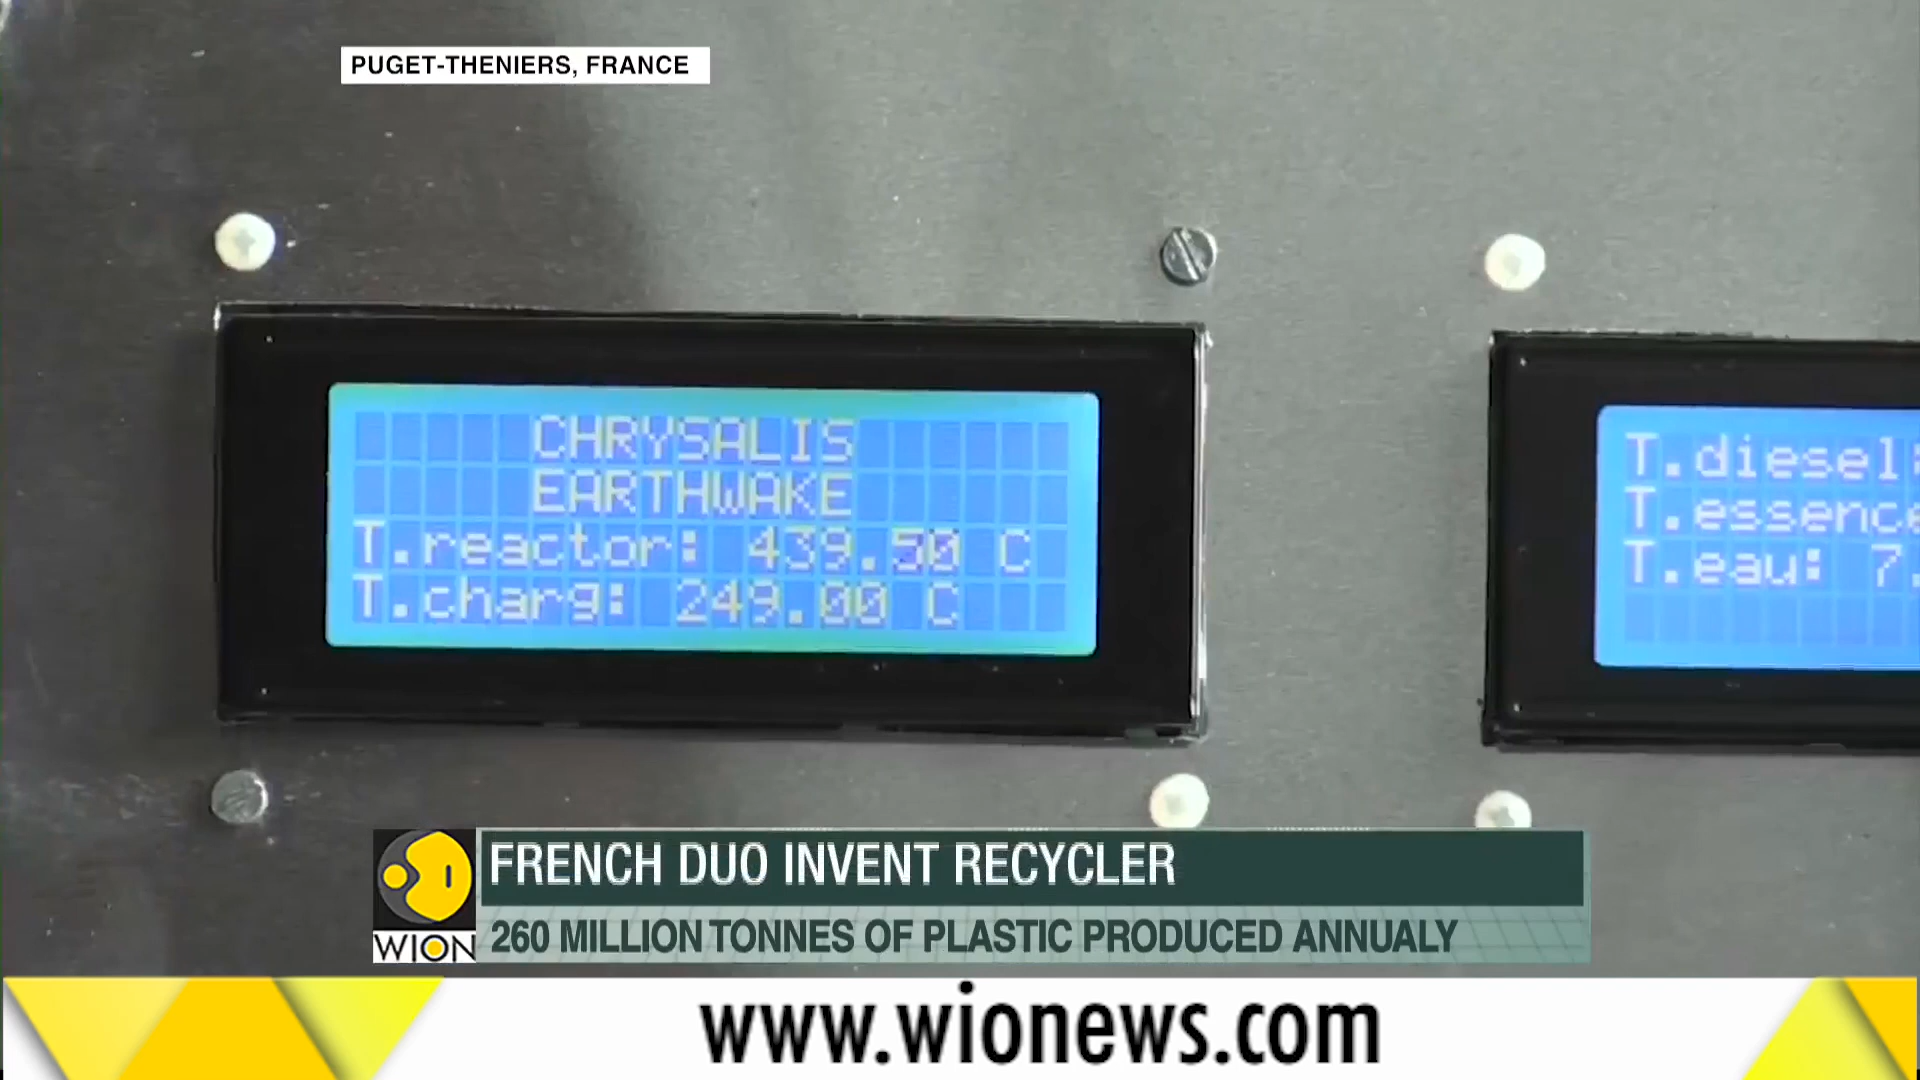 PUGET-THENIERS, FRANCE
CHRYSALIS
EARTHWAKE
T.reactor: 439.50 C
T.charg: 249.00 C
T.diesel:
T.essence
T.eau: 7.
FRENCH DUO INVENT RECYCLER
260 MILLION TONNES OF PLASTIC PRODUCED ANNUALY
WION
www.wionews.com